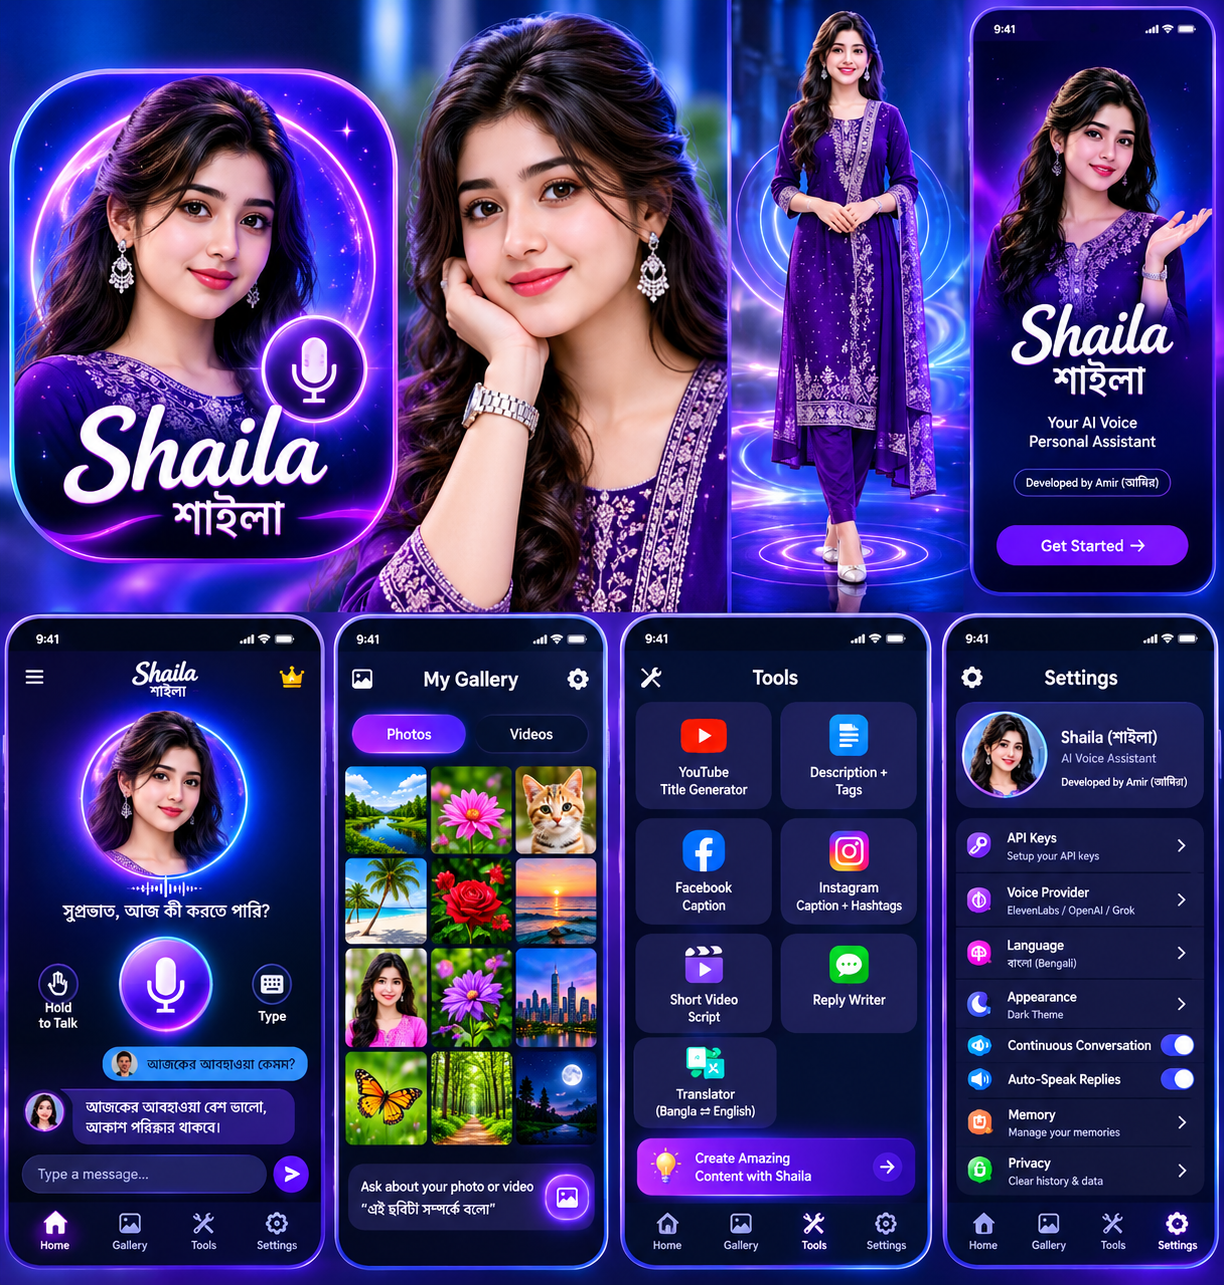 Shaila
শাইলা
9:41
Shaila
শাইলা
Your AI Voice
Personal Assistant
Developed by Amir (আমির)
Get Started →
9:41
Shaila
শাইলা
সুপ্রভাত, আজ কী করতে পারি?
Hold
to Talk
Type
আজকের আবহাওয়া কেমন?
আজকের আবহাওয়া বেশ ভালো,
আকাশ পরিষ্কার থাকবে।
Type a message...
Home
Gallery
Tools
Settings
9:41
My Gallery
Photos
Videos
Ask about your photo or video
“এই ছবিটা সম্পর্কে বলো”
Home
Gallery
Tools
Settings
9:41
Tools
YouTube
Title Generator
Description +
Tags
Facebook
Caption
Instagram
Caption + Hashtags
Short Video
Script
Reply Writer
Translator
(Bangla ⇄ English)
Create Amazing
Content with Shaila
Home
Gallery
Tools
Settings
9:41
Settings
Shaila (শাইলা)
AI Voice Assistant
Developed by Amir
API Keys
Setup your API keys
Voice Provider
ElevenLabs / OpenAI / Grok
Language
বাংলা (Bengali)
Appearance
Dark Theme
Continuous Conversation
Auto-Speak Replies
Memory
Manage your memories
Privacy
Clear history & data
Home
Gallery
Tools
Settings